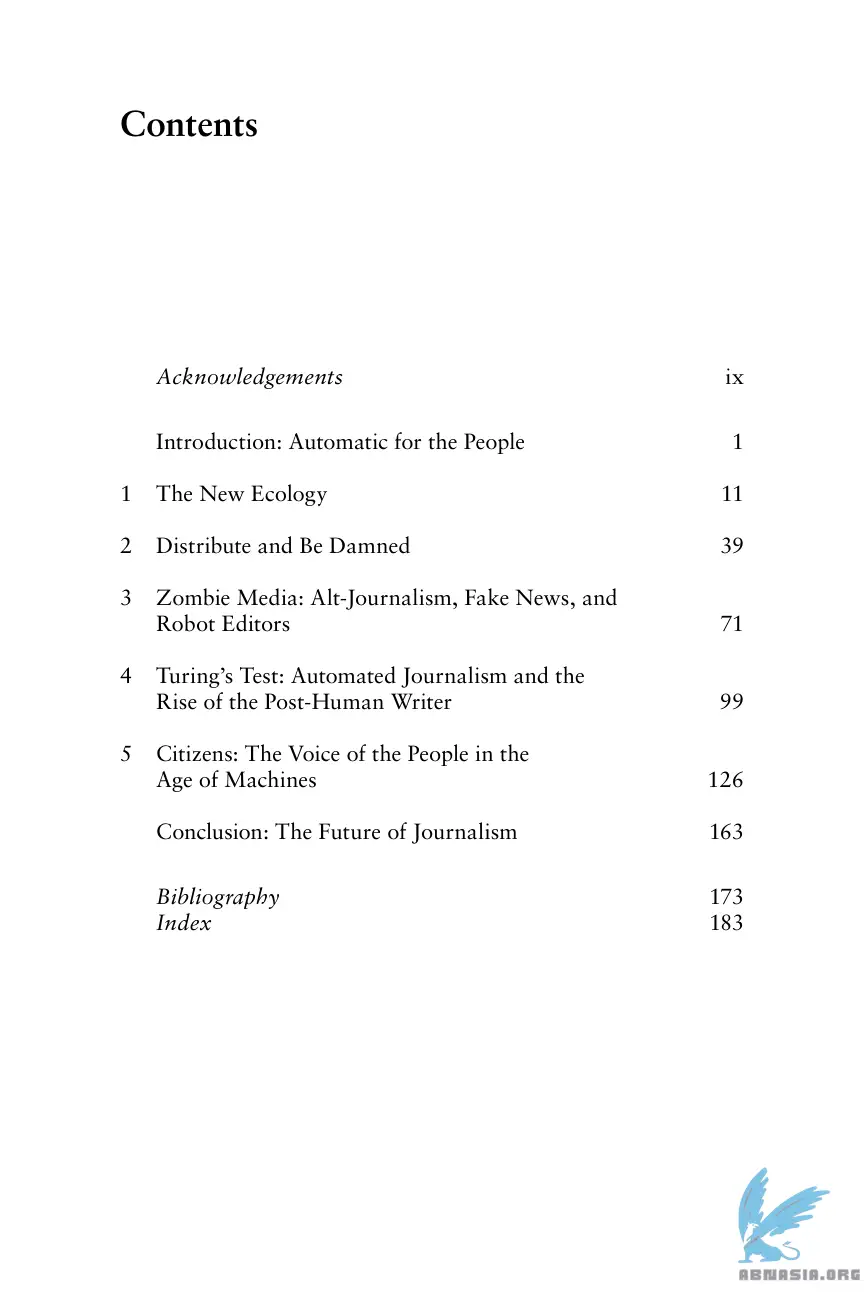 Contents
Acknowledgements ix
Introduction: Automatic for the People 1
1 The New Ecology 11
2 Distribute and Be Damned 39
3 Zombie Media: Alt-Journalism, Fake News, and
Robot Editors 71
4 Turing’s Test: Automated Journalism and the
Rise of the Post-Human Writer 99
5 Citizens: The Voice of the People in the
Age of Machines 126
Conclusion: The Future of Journalism 163
Bibliography 173
Index 183
ABNASIA.ORG